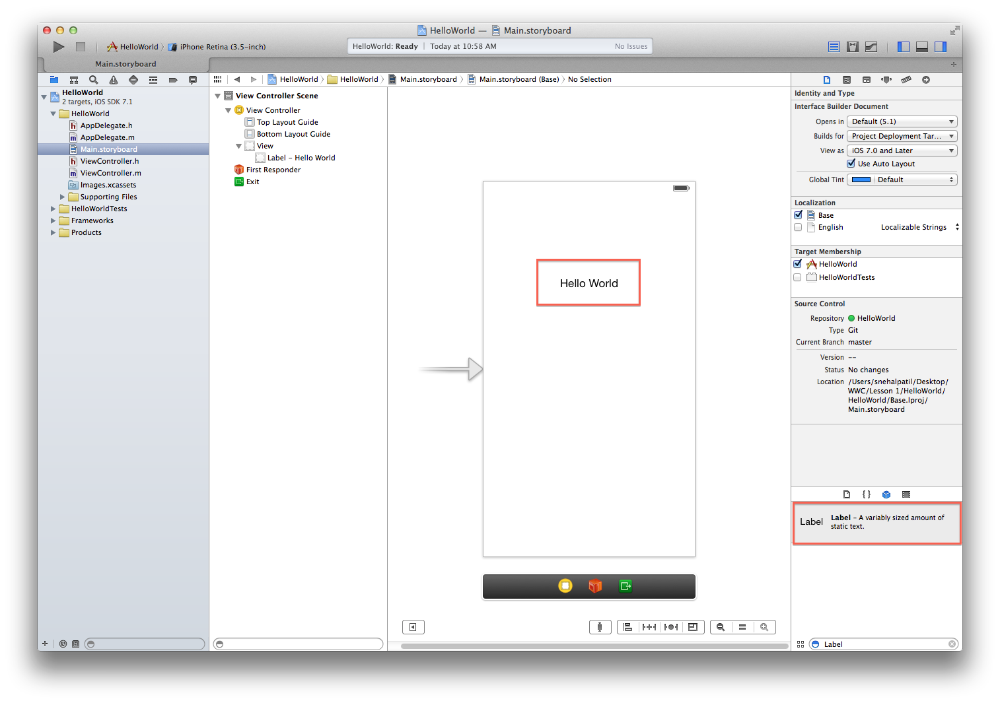 HelloWorld — Main.storyboard
HelloWorld iPhone Retina (3.5-inch)
HelloWorld: Ready Today at 10:58 AM No Issues
Main.storyboard
HelloWorld
2 targets, iOS SDK 7.1
HelloWorld
AppDelegate.h
AppDelegate.m
Main.storyboard
ViewController.h
ViewController.m
Images.xcassets
Supporting Files
HelloWorldTests
Frameworks
Products
HelloWorld HelloWorld Main.storyboard Main.storyboard (Base) No Selection
View Controller Scene
View Controller
Top Layout Guide
Bottom Layout Guide
View
Label – Hello World
First Responder
Exit
Hello World
Identity and Type
Interface Builder Document
Opens in Default (5.1)
Builds for Project Deployment Tar...
View as iOS 7.0 and Later
Use Auto Layout
Global Tint Default
Localization
Base
English Localizable Strings
Target Membership
HelloWorld
HelloWorldTests
Source Control
Repository HelloWorld
Type Git
Current Branch master
Version --
Status No changes
Location /Users/snehalpatil/Desktop/
WWC/Lesson 1/HelloWorld/
HelloWorld/Base.lproj/
Main.storyboard
Label Label – A variably sized amount of
static text.
Label